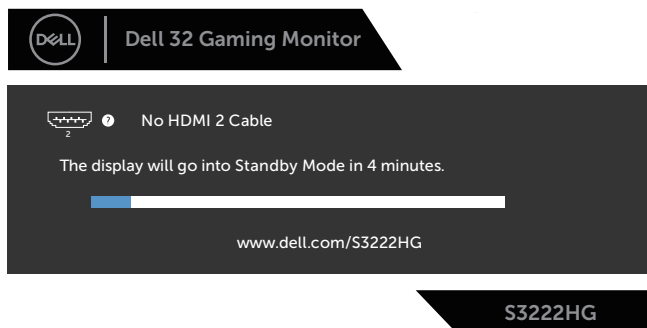 DELL
Dell 32 Gaming Monitor
2
? No HDMI 2 Cable
The display will go into Standby Mode in 4 minutes.
www.dell.com/S3222HG
S3222HG